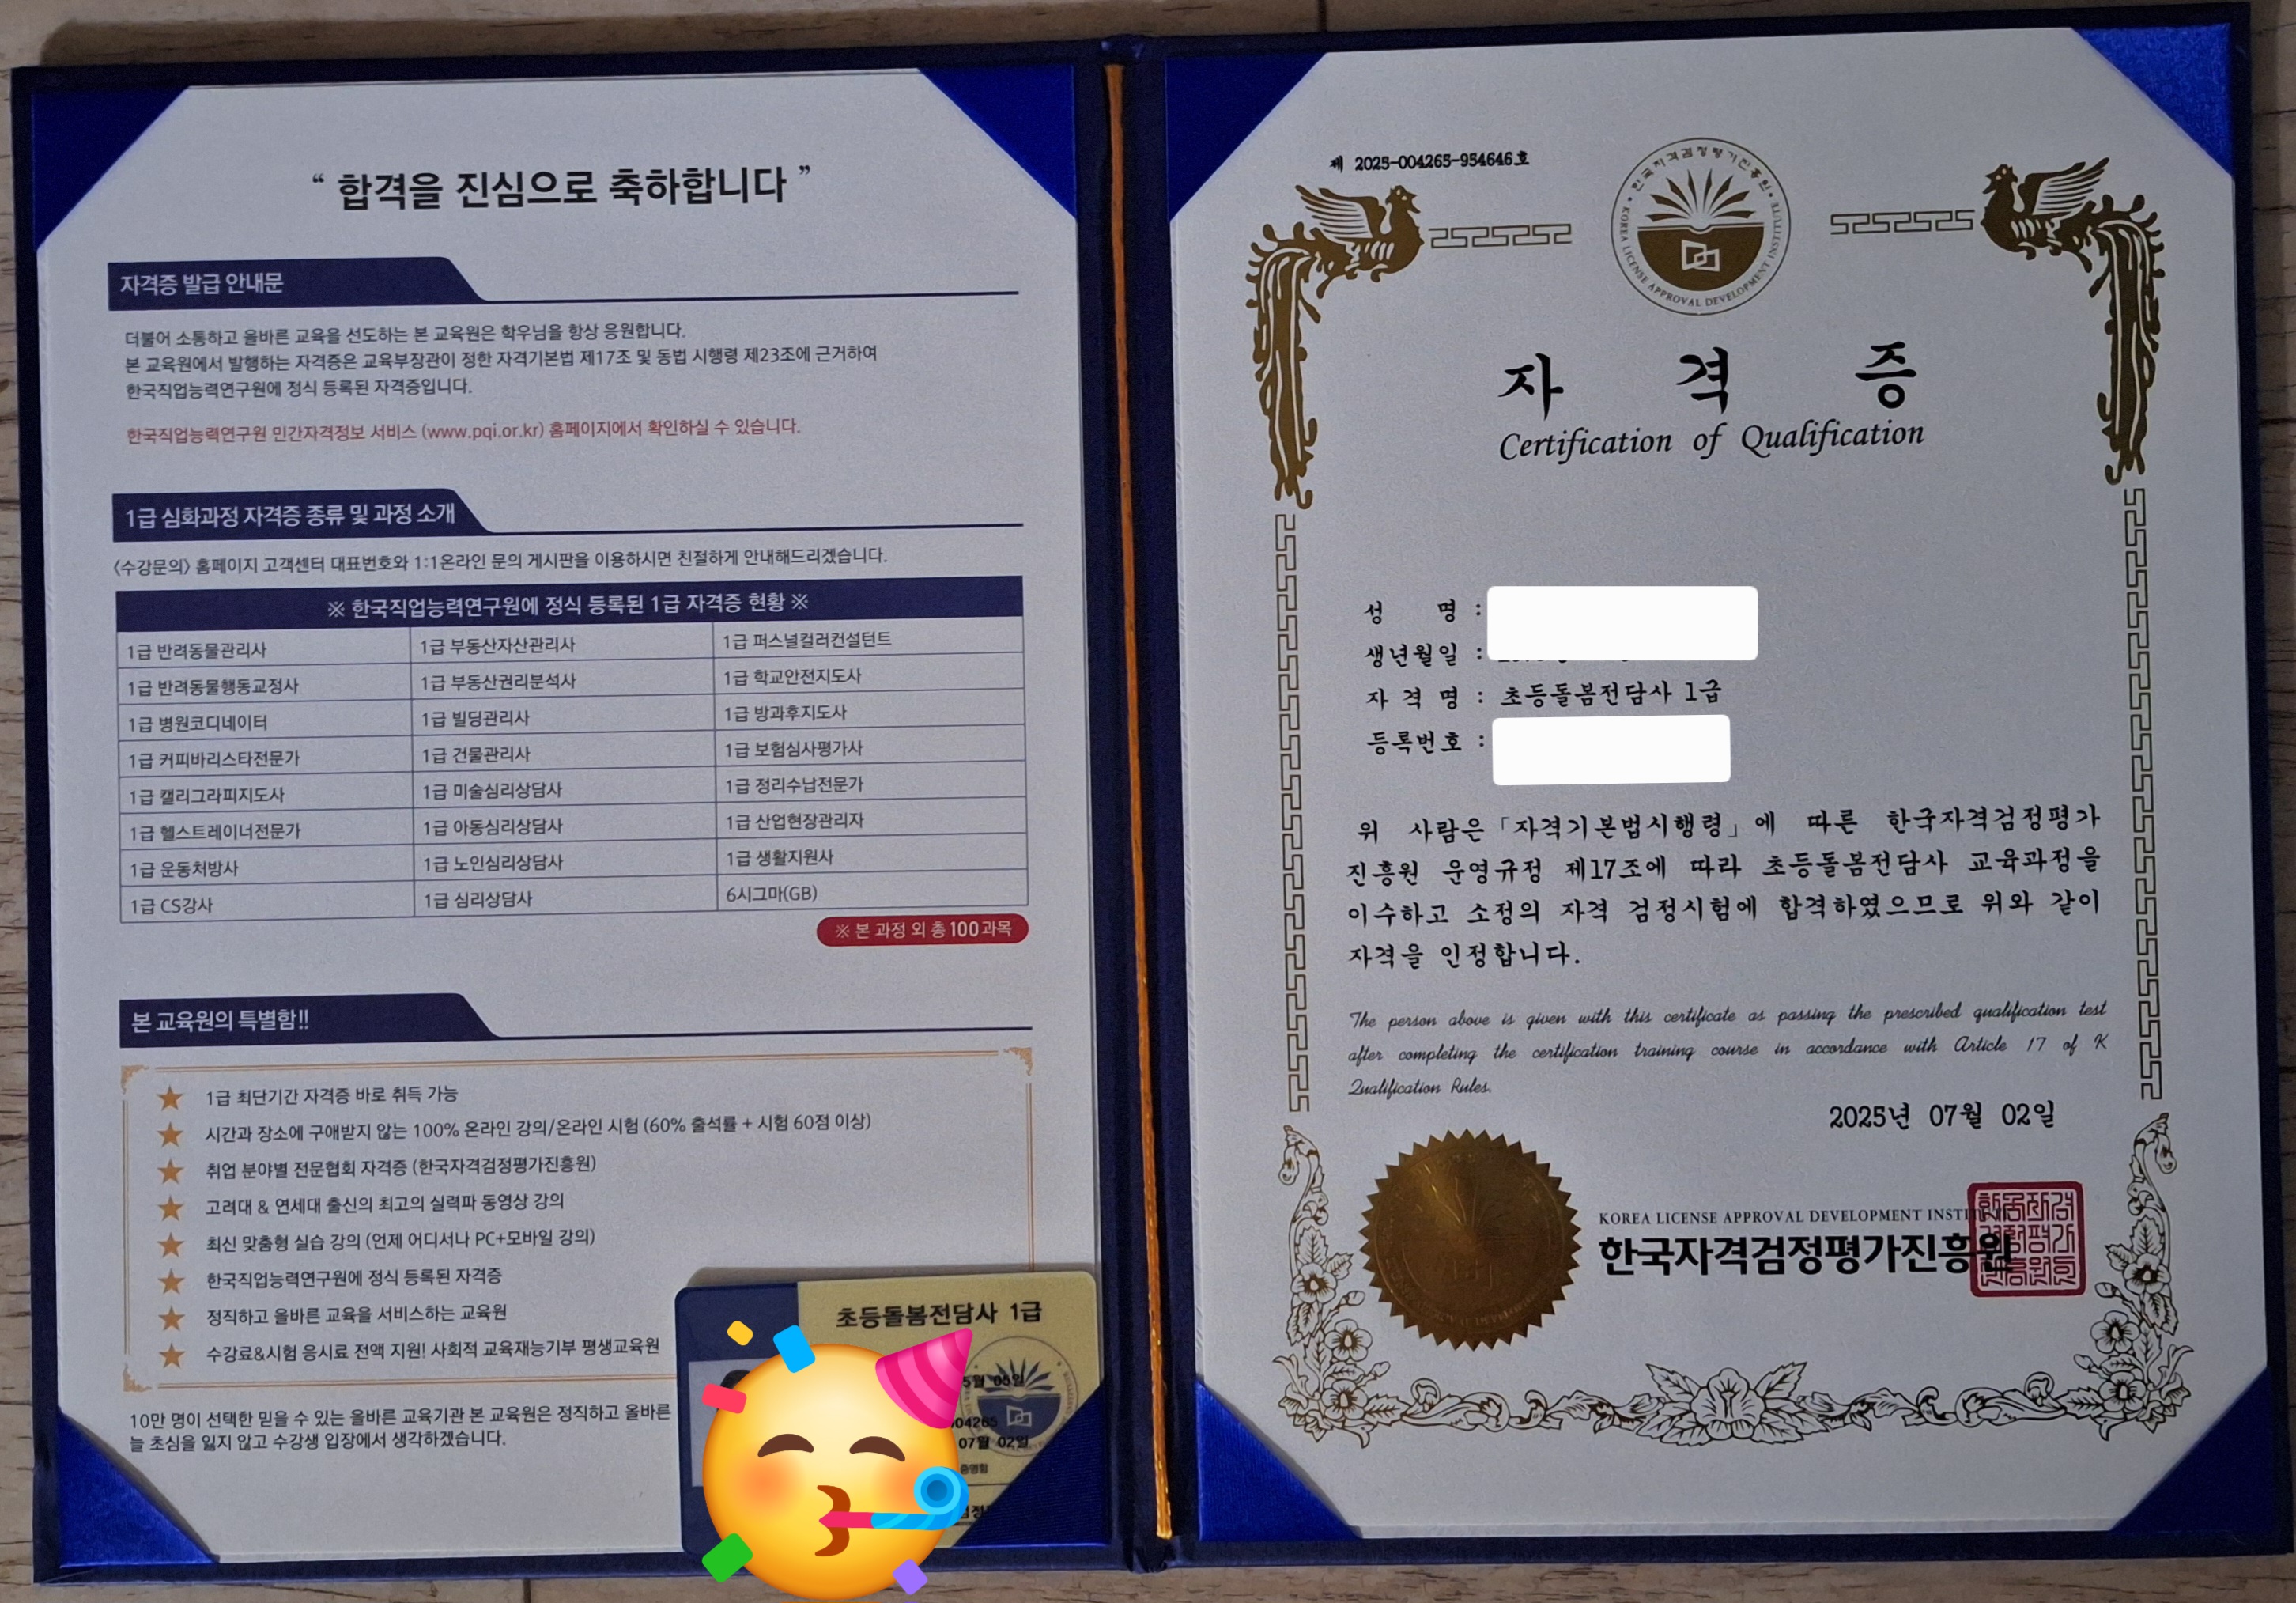 “ 합격을 진심으로 축하합니다 ”
자격증 발급 안내문
더불어 소통하고 올바른 교육을 선도하는 본 교육원은 학우님을 항상 응원합니다.
본 교육원에서 발행하는 자격증은 교육부장관이 정한 자격기본법 제17조 및 동법 시행령 제23조에 근거하여
한국직업능력연구원에 정식 등록된 자격증입니다.
한국직업능력연구원 민간자격정보 서비스 (www.pqi.or.kr) 홈페이지에서 확인하실 수 있습니다.
1급 심화과정 자격증 종류 및 과정 소개
<수강문의> 홈페이지 고객센터 대표번호와 1:1온라인 문의 게시판을 이용하시면 친절하게 안내해드리겠습니다.
※ 한국직업능력연구원에 정식 등록된 1급 자격증 현황 ※
1급 반려동물관리사 1급 부동산자산관리사 1급 퍼스널컬러컨설턴트
1급 반려동물행동교정사 1급 부동산권리분석사 1급 학교안전지도사
1급 병원코디네이터 1급 빌딩관리사 1급 방과후지도사
1급 커피바리스타전문가 1급 건물관리사 1급 보험심사평가사
1급 캘리그라피지도사 1급 미술심리상담사 1급 정리수납전문가
1급 헬스트레이너전문가 1급 아동심리상담사 1급 산업현장관리자
1급 운동처방사 1급 노인심리상담사 1급 생활지원사
1급 CS강사 1급 심리상담사 6시그마(GB)
※ 본 과정 외 총 100과목
본 교육원의 특별함!!
1급 최단기간 자격증 바로 취득 가능
시간과 장소에 구애받지 않는 100% 온라인 강의/온라인 시험 (60% 출석률 + 시험 60점 이상)
취업 분야별 전문협회 자격증 (한국자격검정평가진흥원)
고려대 & 연세대 출신의 최고의 실력파 동영상 강의
최신 맞춤형 실습 강의 (언제 어디서나 PC+모바일 강의)
한국직업능력연구원에 정식 등록된 자격증
정직하고 올바른 교육을 서비스하는 교육원
수강료&시험 응시료 전액 지원! 사회적 교육재능기부 평생교육원
10만 명이 선택한 믿을 수 있는 올바른 교육기관 본 교육원은 정직하고 올바른
늘 초심을 잃지 않고 수강생 입장에서 생각하겠습니다.
초등돌봄전담사 1급
5월 05일
004265
07월 02일
증명함
제 2025-004265-954646호
한국자격검정평가진흥원
KOREA LICENSE APPROVAL DEVELOPMENT INSTITUTE
자 격 증
Certification of Qualification
성 명 :
생년월일 :
자 격 명 : 초등돌봄전담사 1급
등록번호 :
위 사람은「자격기본법시행령」에 따른 한국자격검정평가
진흥원 운영규정 제17조에 따라 초등돌봄전담사 교육과정을
이수하고 소정의 자격 검정시험에 합격하였으므로 위와 같이
자격을 인정합니다.
The person above is given with this certificate as passing the prescribed qualification test
after completing the certification training course in accordance with Article 17 of K
Qualification Rules.
2025년 07월 02일
KOREA LICENSE APPROVAL DEVELOPMENT INSTITUTE
한국자격검정평가진흥원